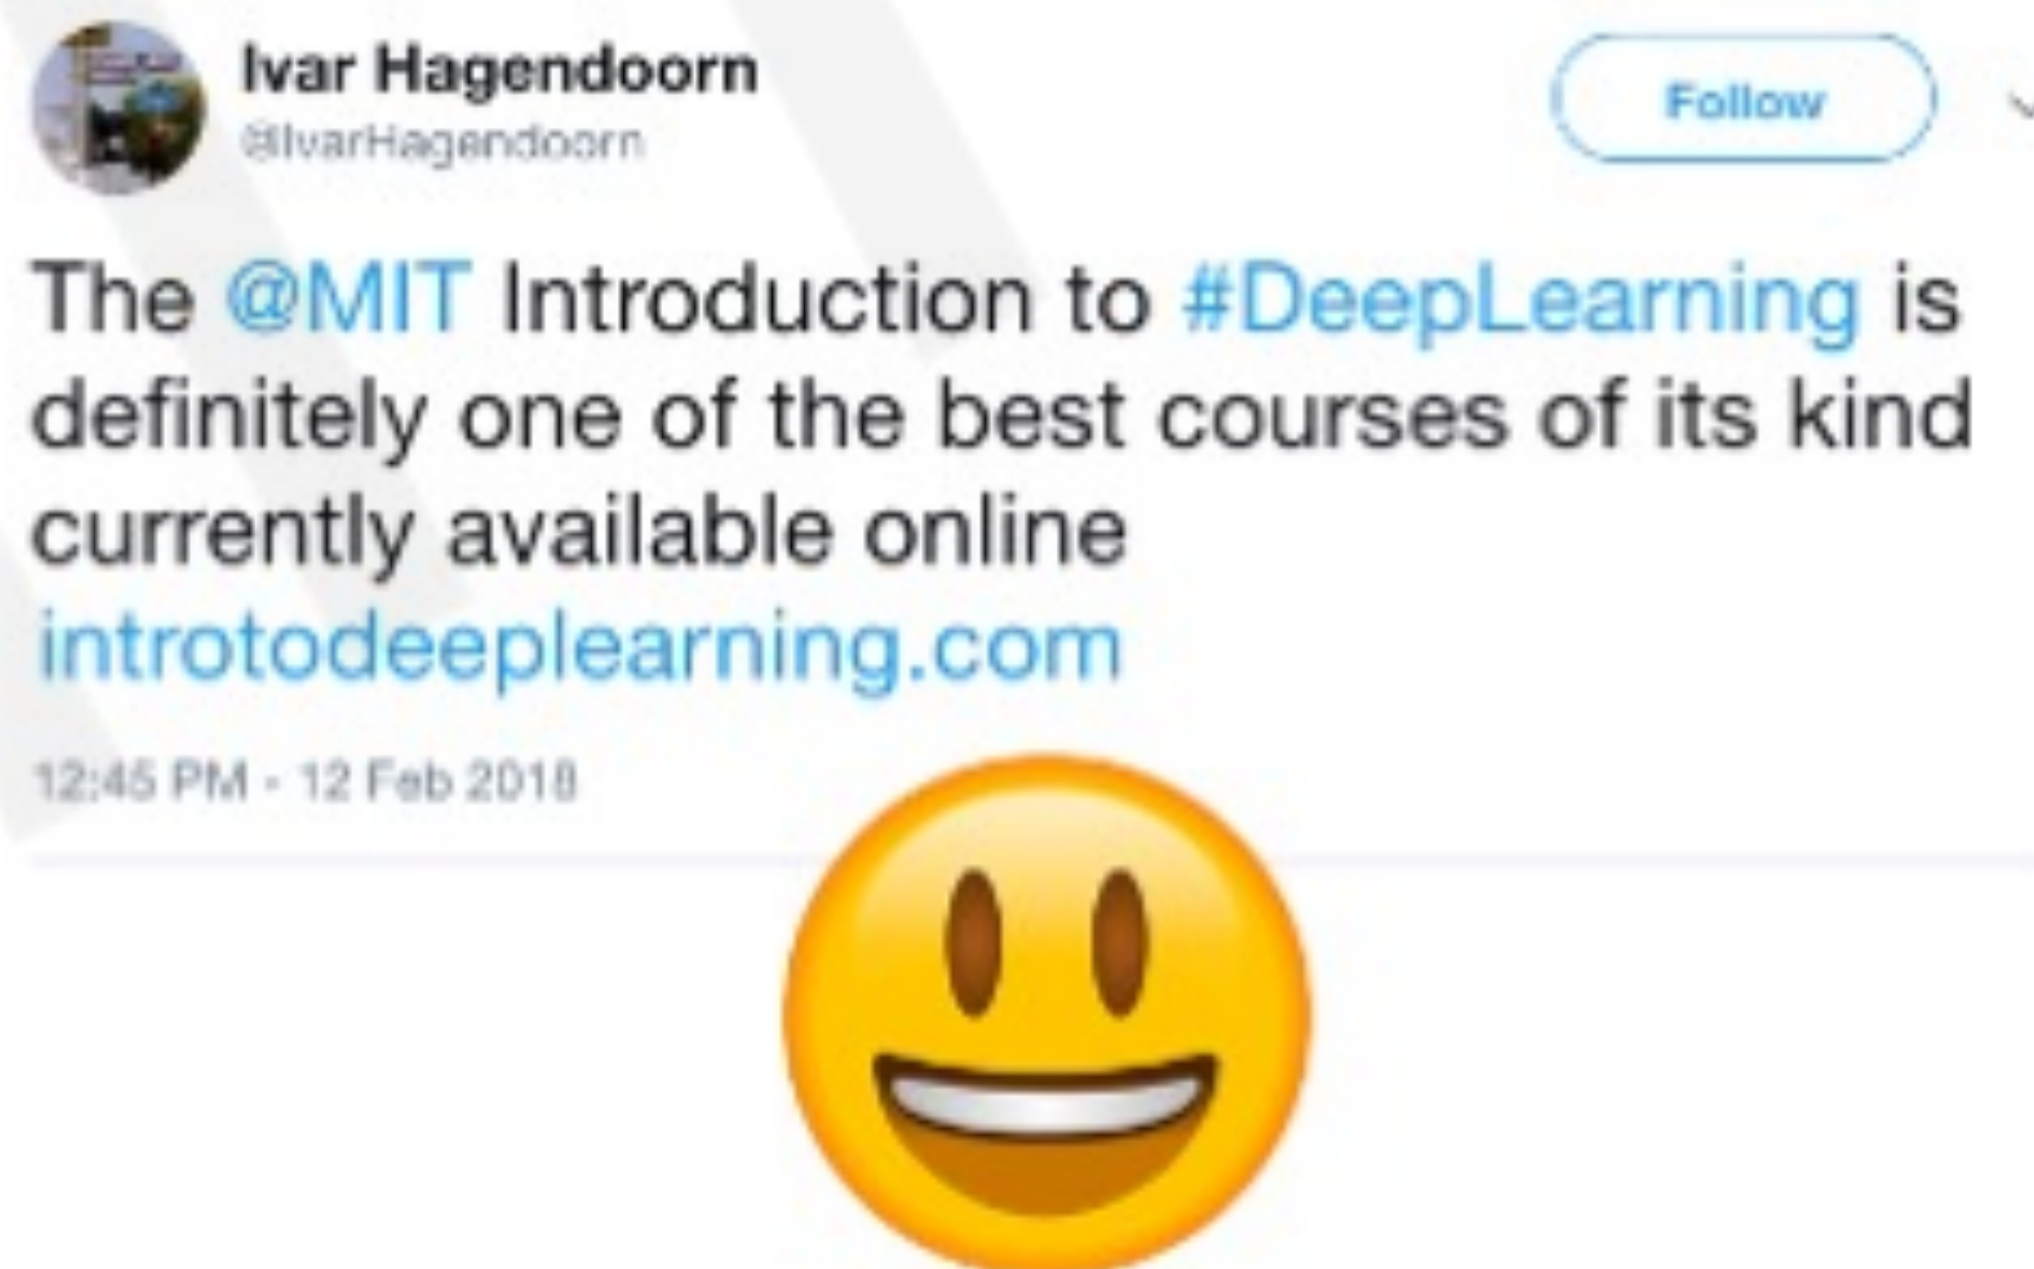 Ivar Hagendoorn
@IvarHagendoorn
Follow
The @MIT Introduction to #DeepLearning is
definitely one of the best courses of its kind
currently available online
introtodeeplearning.com
12:45 PM - 12 Feb 2018